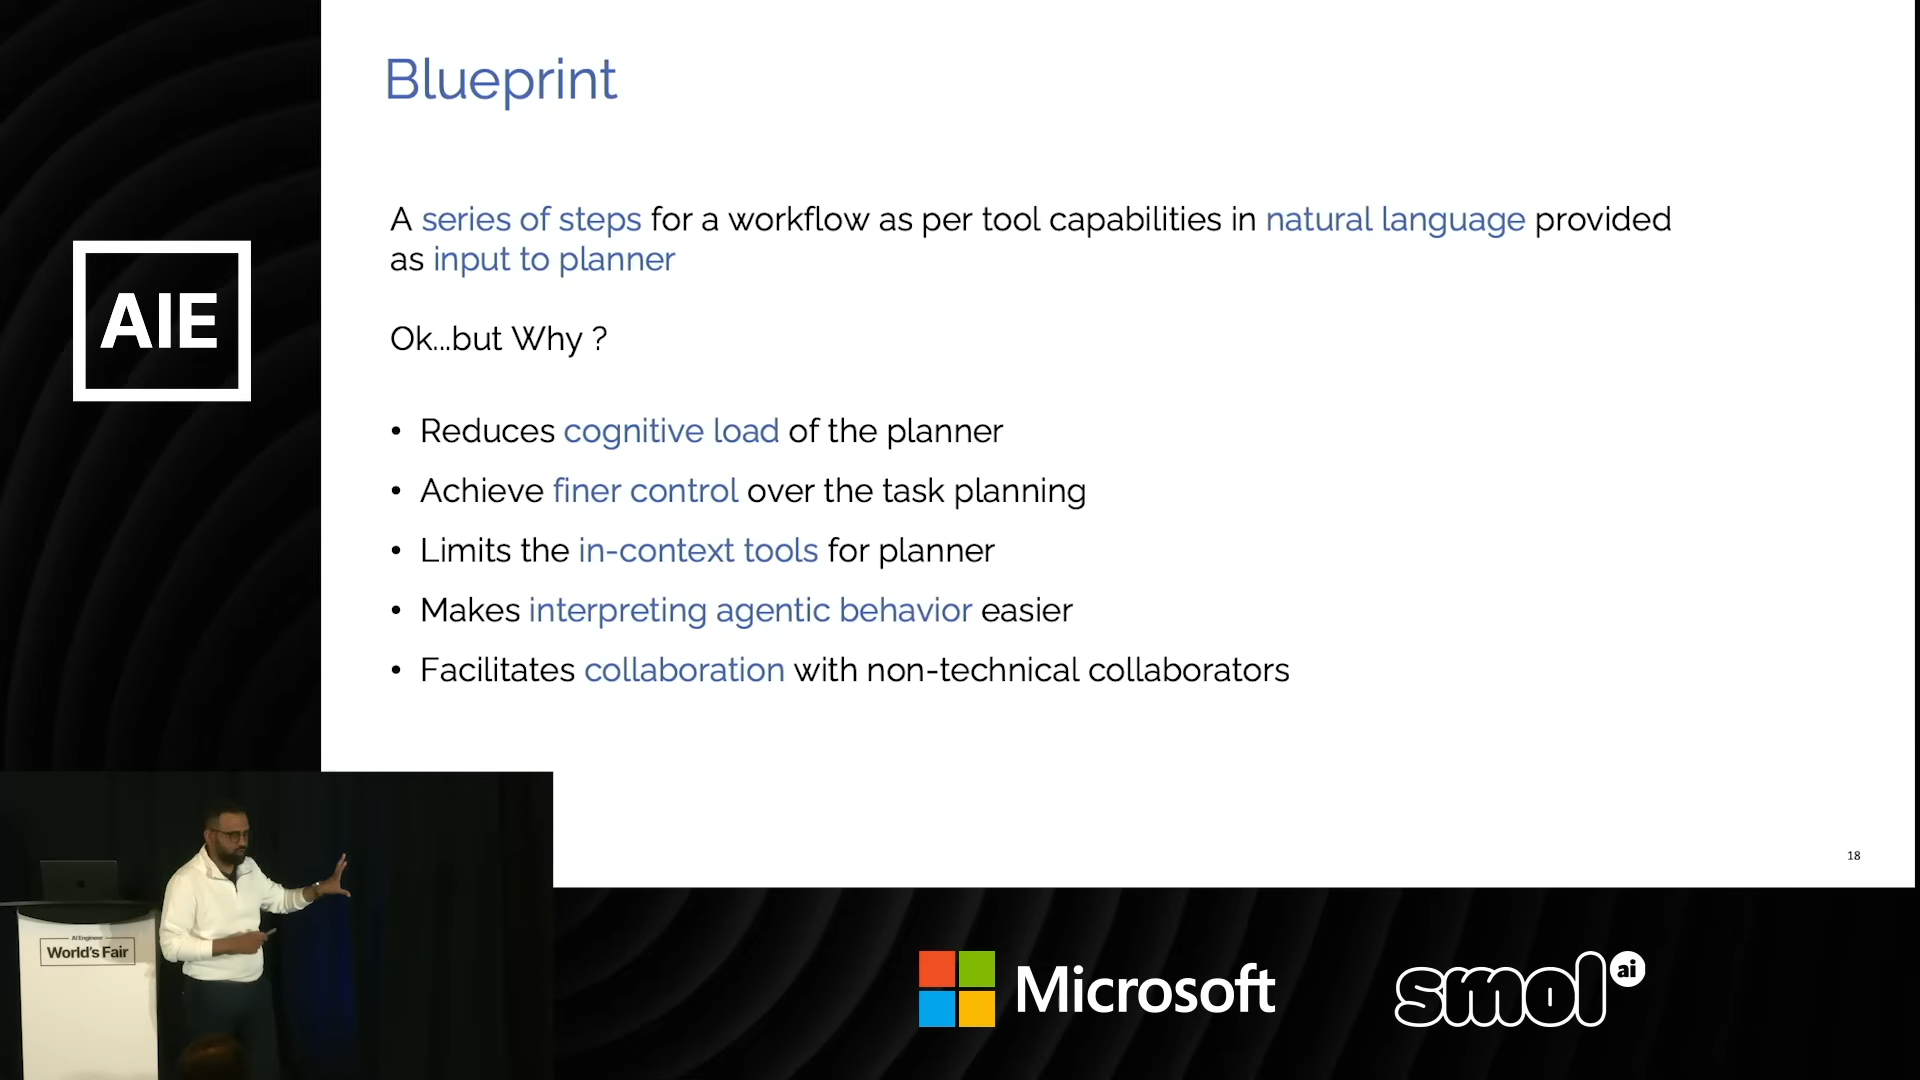 Blueprint
A series of steps for a workflow as per tool capabilities in natural language provided
as input to planner
Ok...but Why ?
• Reduces cognitive load of the planner
• Achieve finer control over the task planning
• Limits the in-context tools for planner
• Makes interpreting agentic behavior easier
• Facilitates collaboration with non-technical collaborators
18
AIE
AI Engineer
World's Fair
Microsoft
smol ai